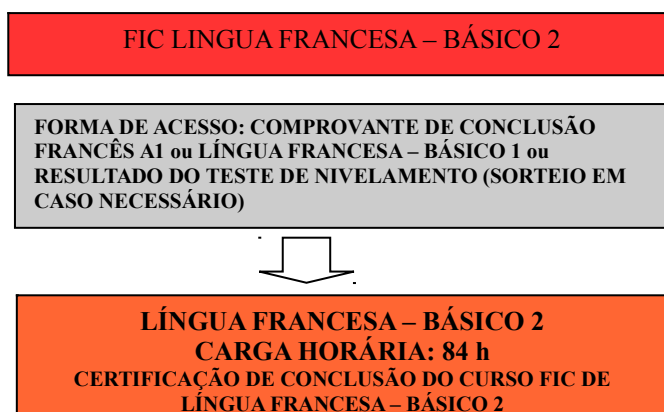 FIC LINGUA FRANCESA – BÁSICO 2
FORMA DE ACESSO: COMPROVANTE DE CONCLUSÃO
FRANCÊS A1 ou LÍNGUA FRANCESA – BÁSICO 1 ou
RESULTADO DO TESTE DE NIVELAMENTO (SORTEIO EM
CASO NECESSÁRIO)
LÍNGUA FRANCESA – BÁSICO 2
CARGA HORÁRIA: 84 h
CERTIFICAÇÃO DE CONCLUSÃO DO CURSO FIC DE
LÍNGUA FRANCESA – BÁSICO 2